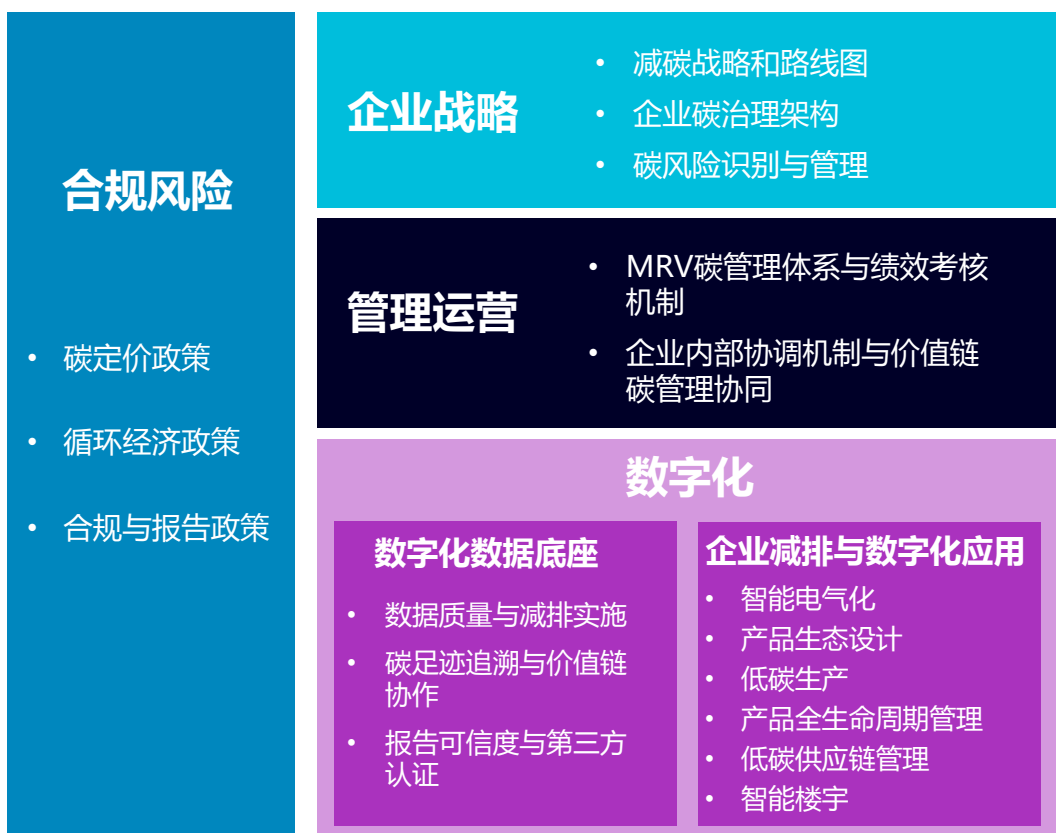 合规风险
• 碳定价政策
• 循环经济政策
• 合规与报告政策
企业战略
• 减碳战略和路线图
• 企业碳治理架构
• 碳风险识别与管理
管理运营
• MRV碳管理体系与绩效考核
机制
• 企业内部协调机制与价值链
碳管理协同
数字化
数字化数据底座
• 数据质量与减排实施
• 碳足迹追溯与价值链
协作
• 报告可信度与第三方
认证
企业减排与数字化应用
• 智能电气化
• 产品生态设计
• 低碳生产
• 产品全生命周期管理
• 低碳供应链管理
• 智能楼宇